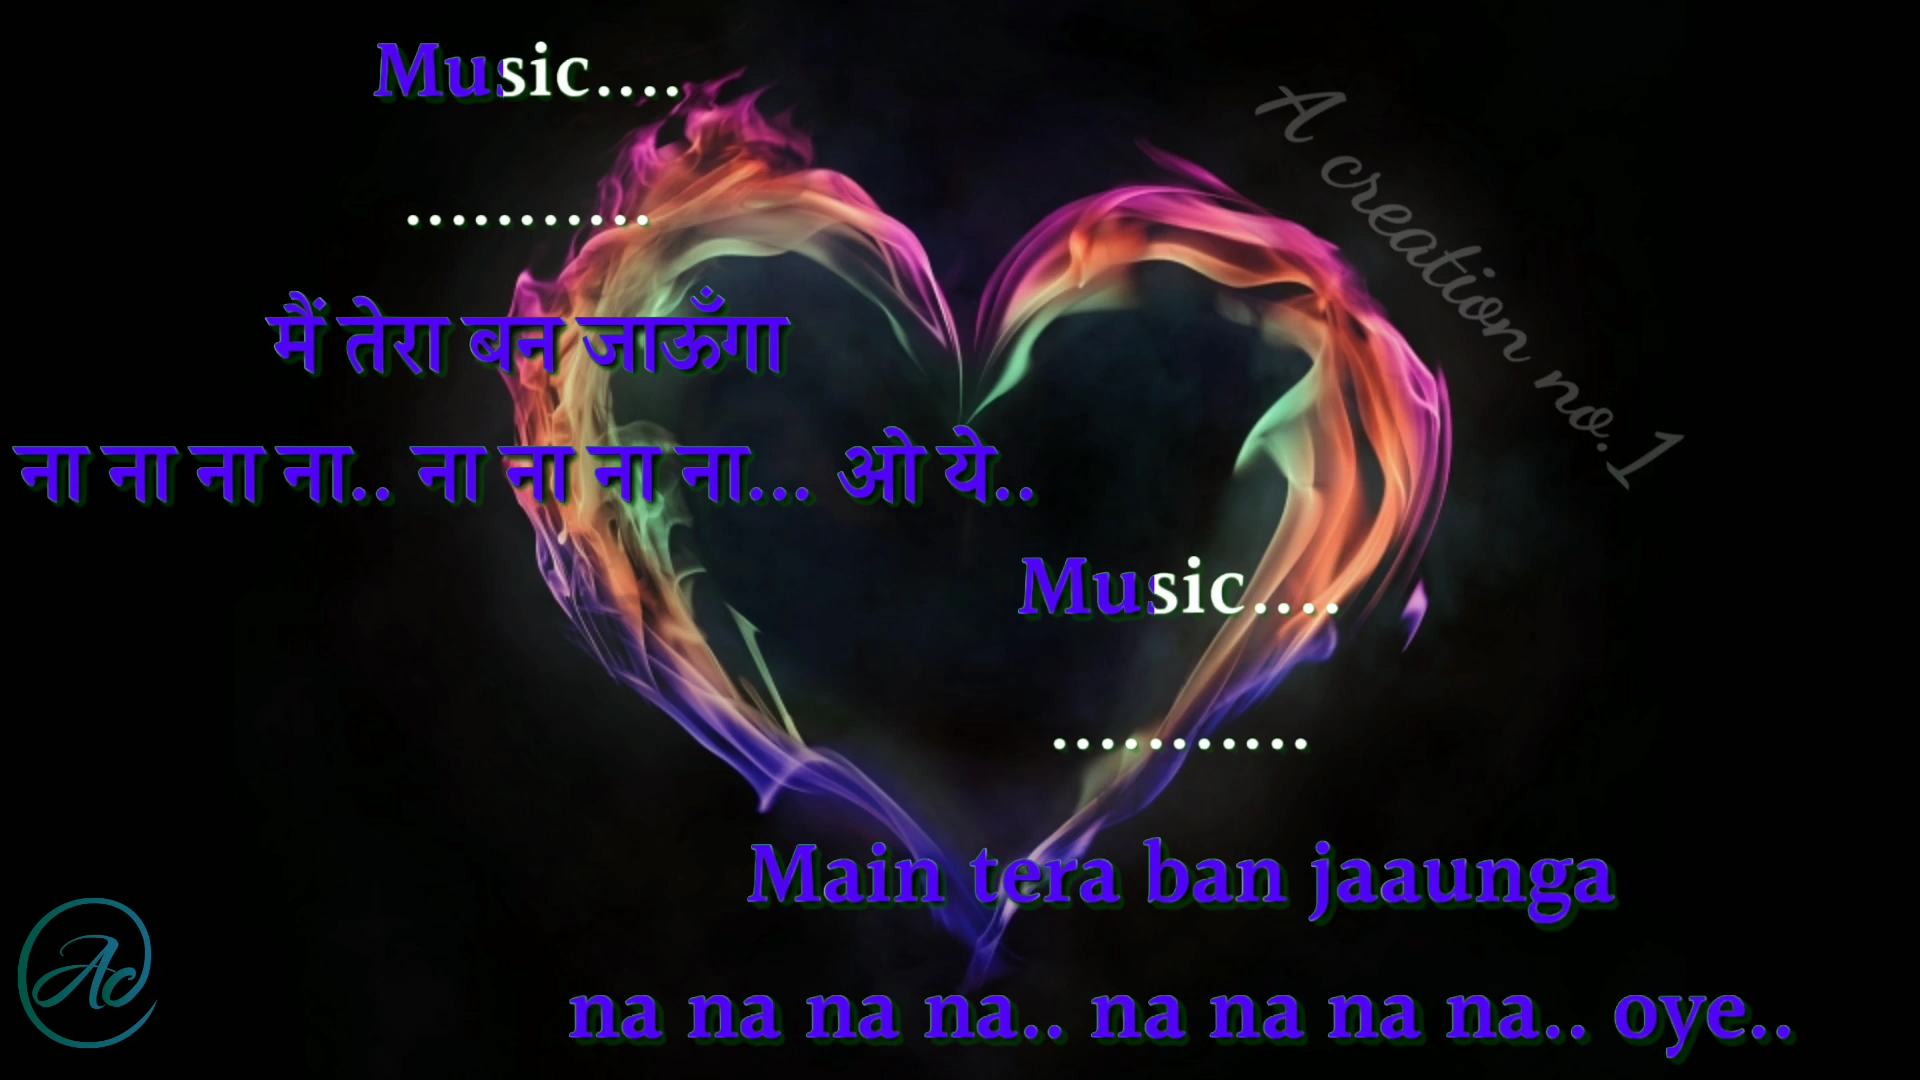 Music....
...........
मैं तेरा बन जाऊँगा
ना ना ना ना.. ना ना ना ना... ओ ये..
Music....
...........
Main tera ban jaaunga
na na na na.. na na na na.. oye..
A creation no.1
Ac